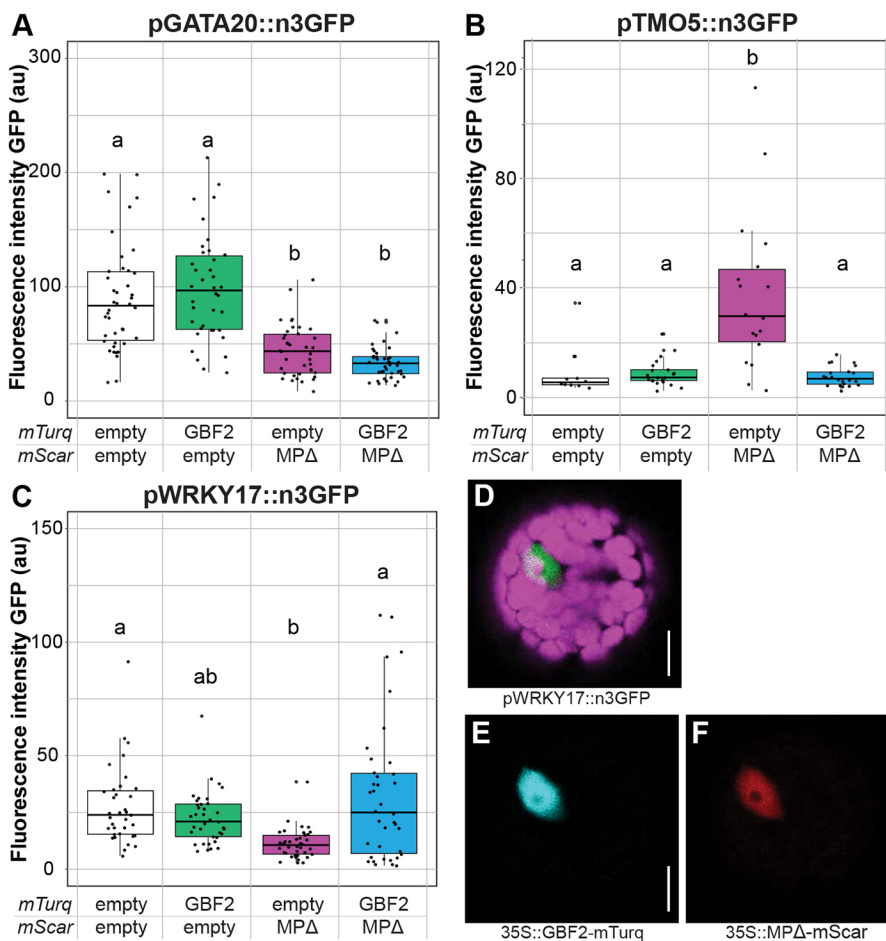 A pGATA20::n3GFP
Fluorescence intensity GFP (au)
300
200
100
0
a a b b
mTurq empty GBF2 empty GBF2
mScar empty empty MPΔ MPΔ
B pTMO5::n3GFP
Fluorescence intensity GFP (au)
120
80
40
0
a a b a
mTurq empty GBF2 empty GBF2
mScar empty empty MPΔ MPΔ
C pWRKY17::n3GFP
Fluorescence intensity GFP (au)
150
100
50
0
a ab b a
mTurq empty GBF2 empty GBF2
mScar empty empty MPΔ MPΔ
D
pWRKY17::n3GFP
E
35S::GBF2-mTurq
F
35S::MPΔ-mScar